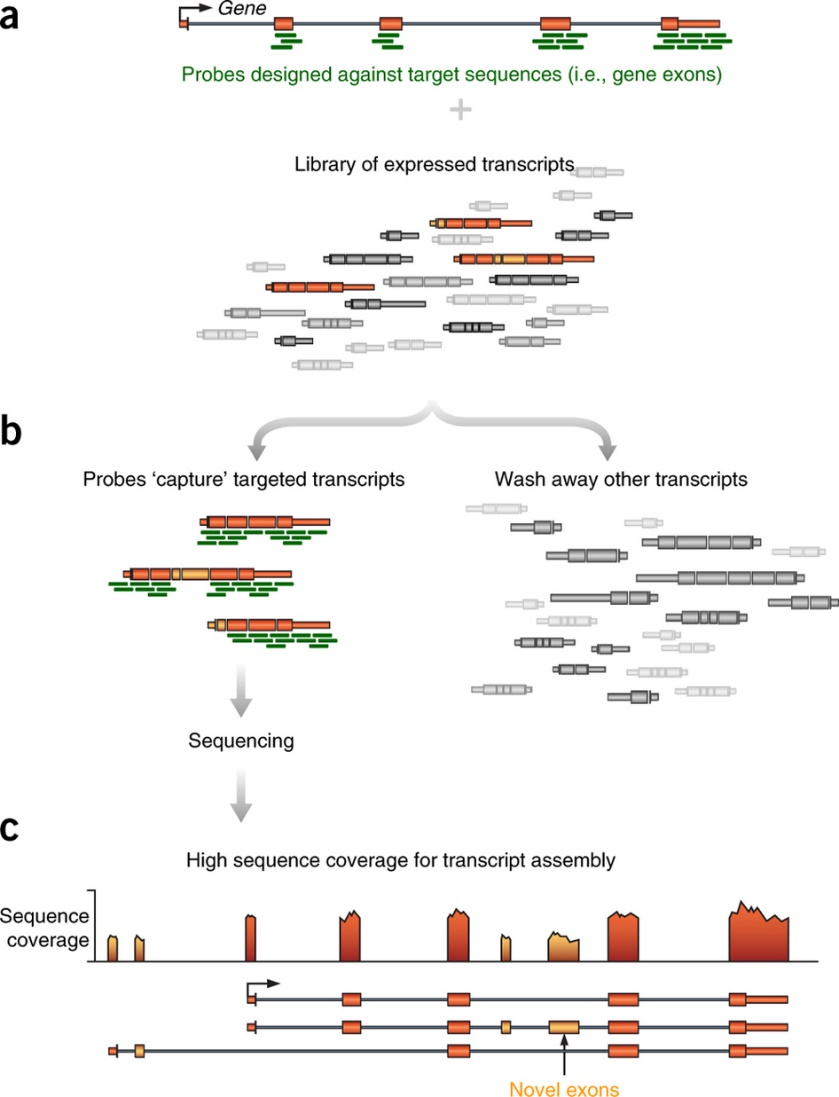 a
Gene
Probes designed against target sequences (i.e., gene exons)
+
Library of expressed transcripts
b
Probes ‘capture’ targeted transcripts
Wash away other transcripts
Sequencing
c
High sequence coverage for transcript assembly
Sequence
coverage
Novel exons